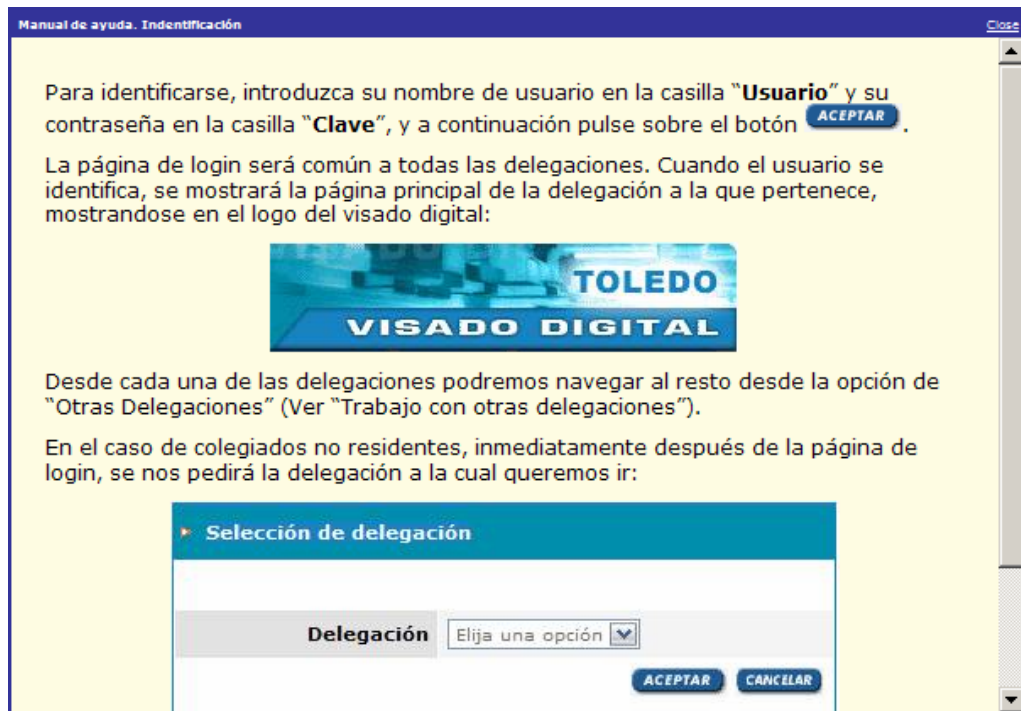 Manual de ayuda. Indentificación
Close
Para identificarse, introduzca su nombre de usuario en la casilla “Usuario” y su
contraseña en la casilla “Clave”, y a continuación pulse sobre el botón ACEPTAR .
La página de login será común a todas las delegaciones. Cuando el usuario se
identifica, se mostrará la página principal de la delegación a la que pertenece,
mostrandose en el logo del visado digital:
TOLEDO
VISADO DIGITAL
Desde cada una de las delegaciones podremos navegar al resto desde la opción de
“Otras Delegaciones” (Ver “Trabajo con otras delegaciones”).
En el caso de colegiados no residentes, inmediatamente después de la página de
login, se nos pedirá la delegación a la cual queremos ir:
Selección de delegación
Delegación Elija una opción
ACEPTAR CANCELAR